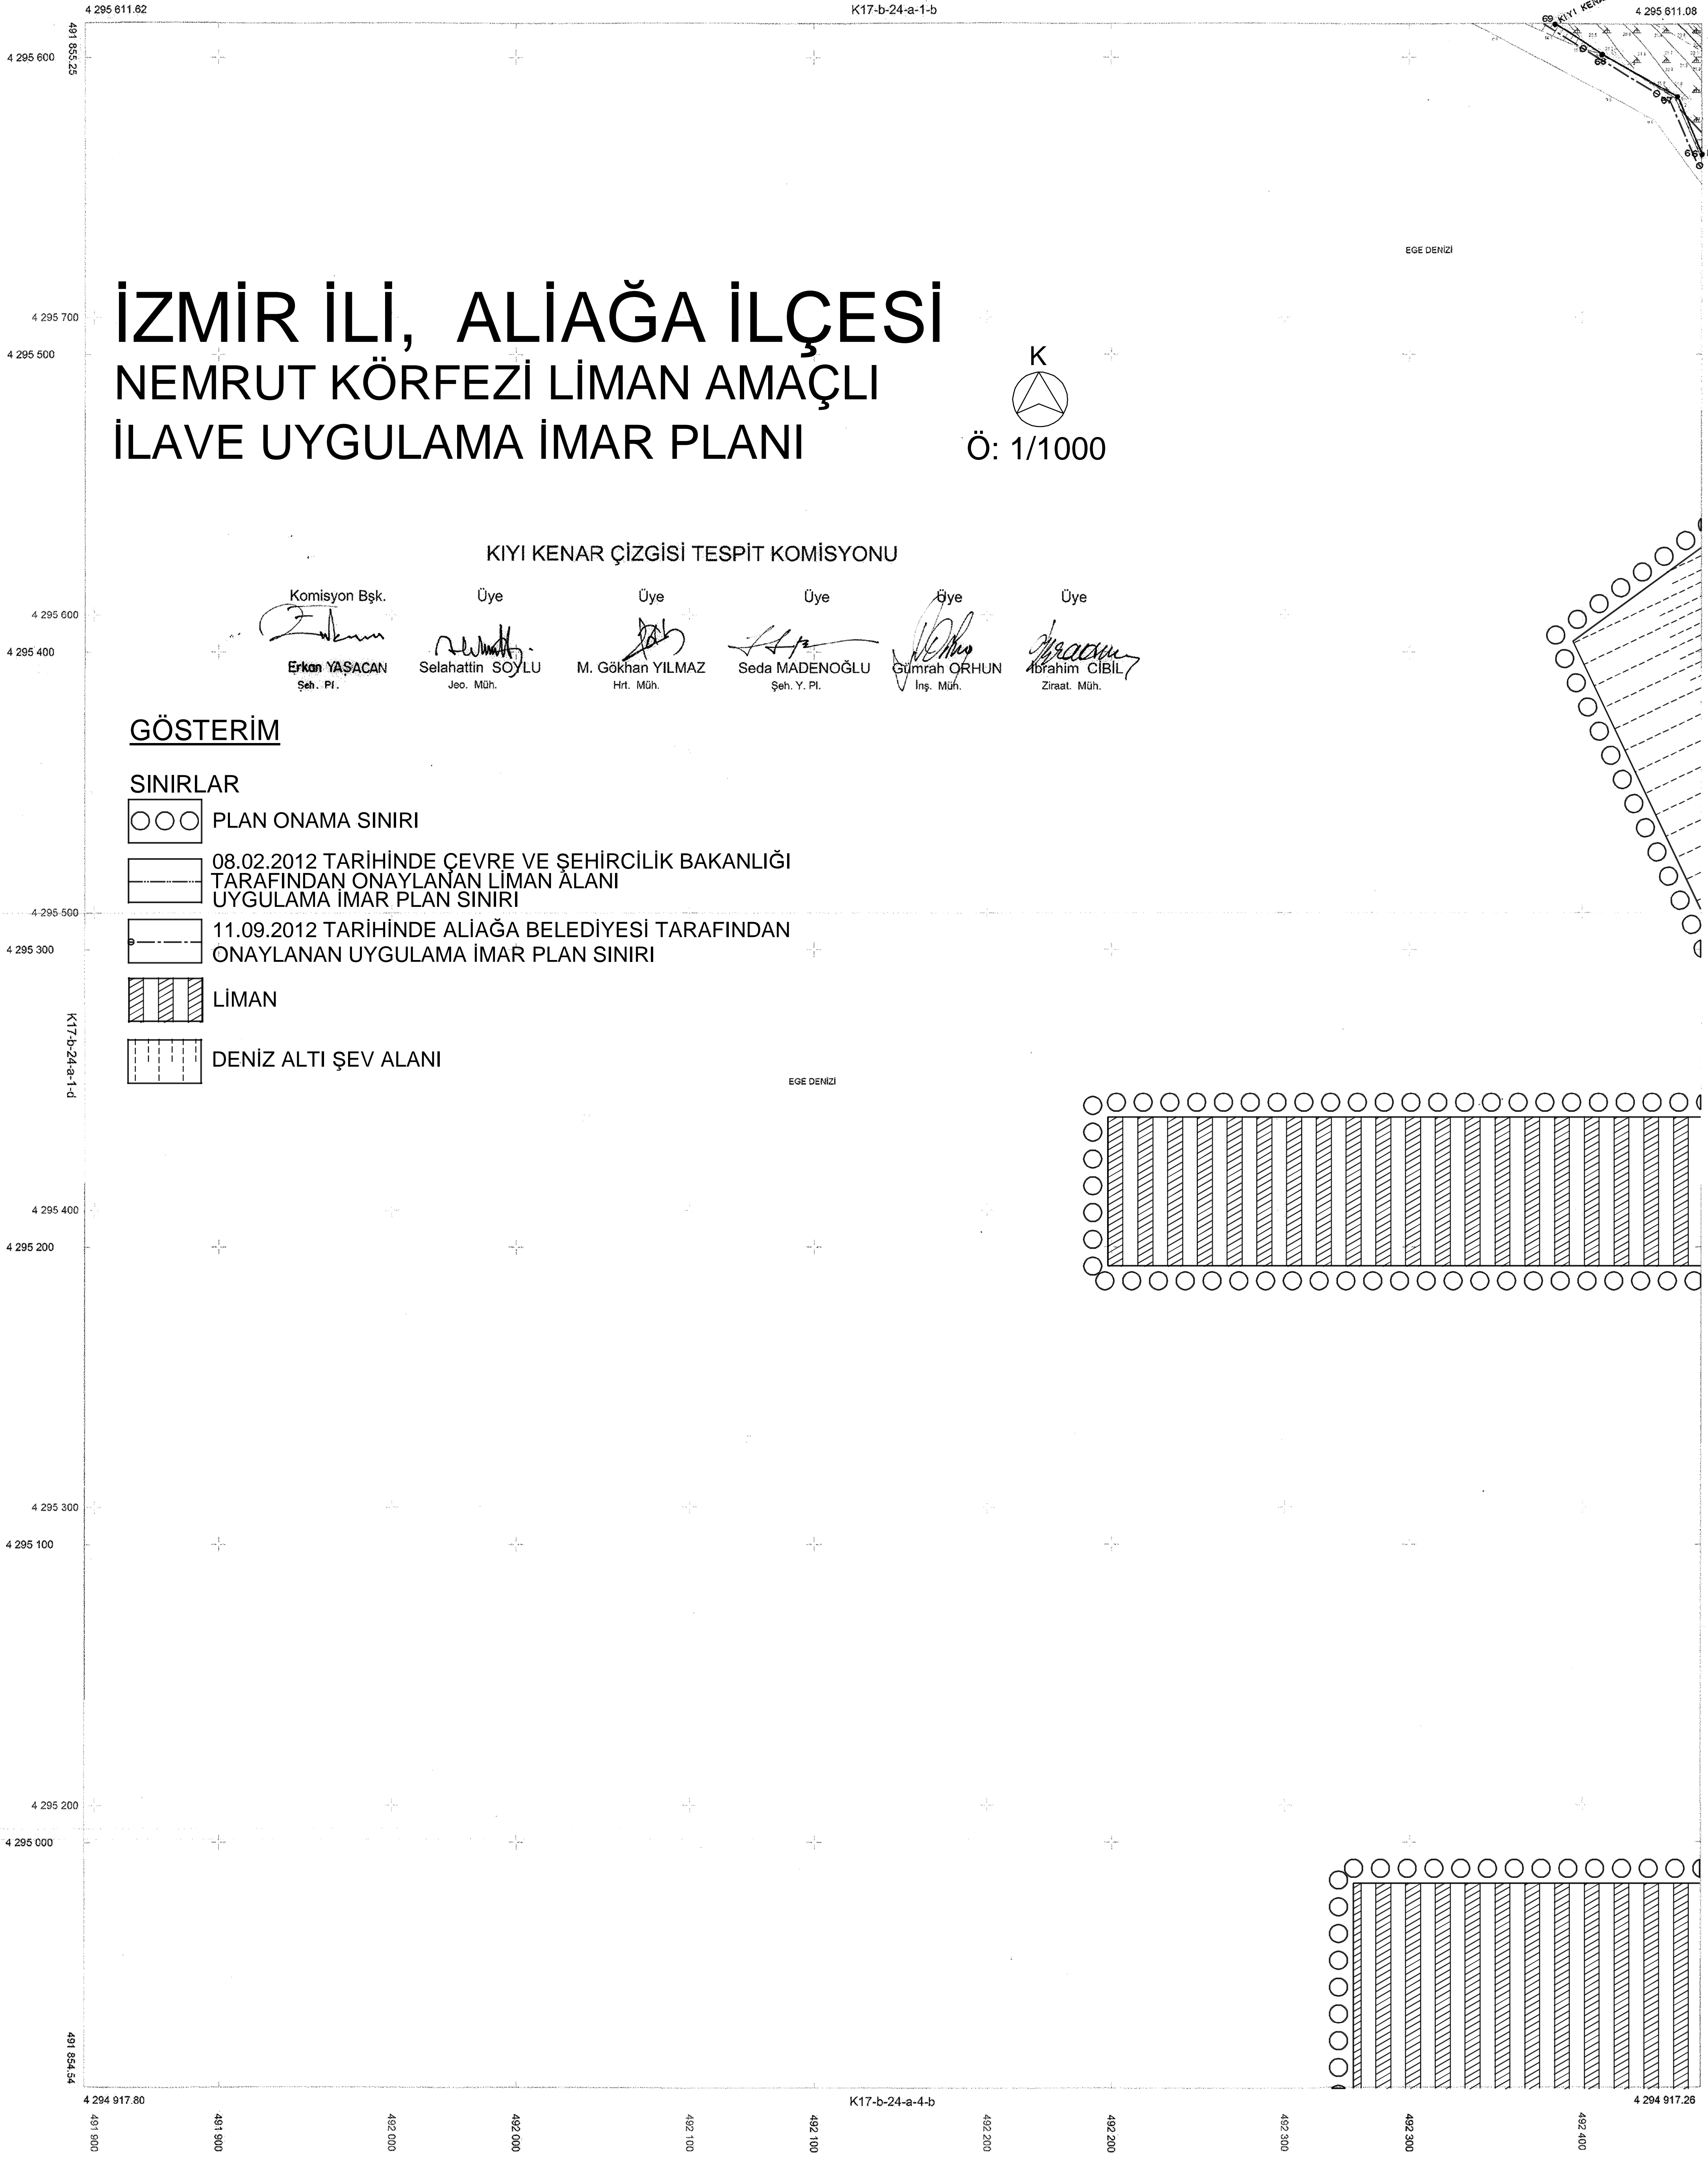 4 295 611.62
K17-b-24-a-1-b
4 295 611.08
491 855.25
4 295 600
69
KIYI KENA
68
67
66
EGE DENİZİ
İZMİR İLİ, ALİAĞA İLÇESİ
4 295 700
4 295 500
NEMRUT KÖRFEZİ LİMAN AMAÇLI
K
İLAVE UYGULAMA İMAR PLANI
Ö: 1/1000
KIYI KENAR ÇİZGİSİ TESPİT KOMİSYONU
Komisyon Bşk.
Üye
Üye
Üye
Üye
Üye
4 295 600
4 295 400
Erkan YAŞACAN
Selahattin SOYLU
M. Gökhan YILMAZ
Seda MADENOĞLU
Gümrah ORHUN
İbrahim CİBİL
Şeh. Pl.
Jeo. Müh.
Hrt. Müh.
Şeh. Y. Pl.
İnş. Müh.
Ziraat. Müh.
GÖSTERİM
SINIRLAR
PLAN ONAMA SINIRI
08.02.2012 TARİHİNDE ÇEVRE VE ŞEHİRCİLİK BAKANLIĞI
TARAFINDAN ONAYLANAN LİMAN ALANI
UYGULAMA İMAR PLAN SINIRI
4 295 500
11.09.2012 TARİHİNDE ALİAĞA BELEDİYESİ TARAFINDAN
ONAYLANAN UYGULAMA İMAR PLAN SINIRI
4 295 300
LİMAN
K17-b-24-a-1-d
DENİZ ALTI ŞEV ALANI
EGE DENİZİ
4 295 400
4 295 200
4 295 300
4 295 100
4 295 200
4 295 000
491 854.54
4 294 917.80
K17-b-24-a-4-b
4 294 917.26
491 900
491 900
492 000
492 000
492 100
492 100
492 200
492 200
492 300
492 300
492 400